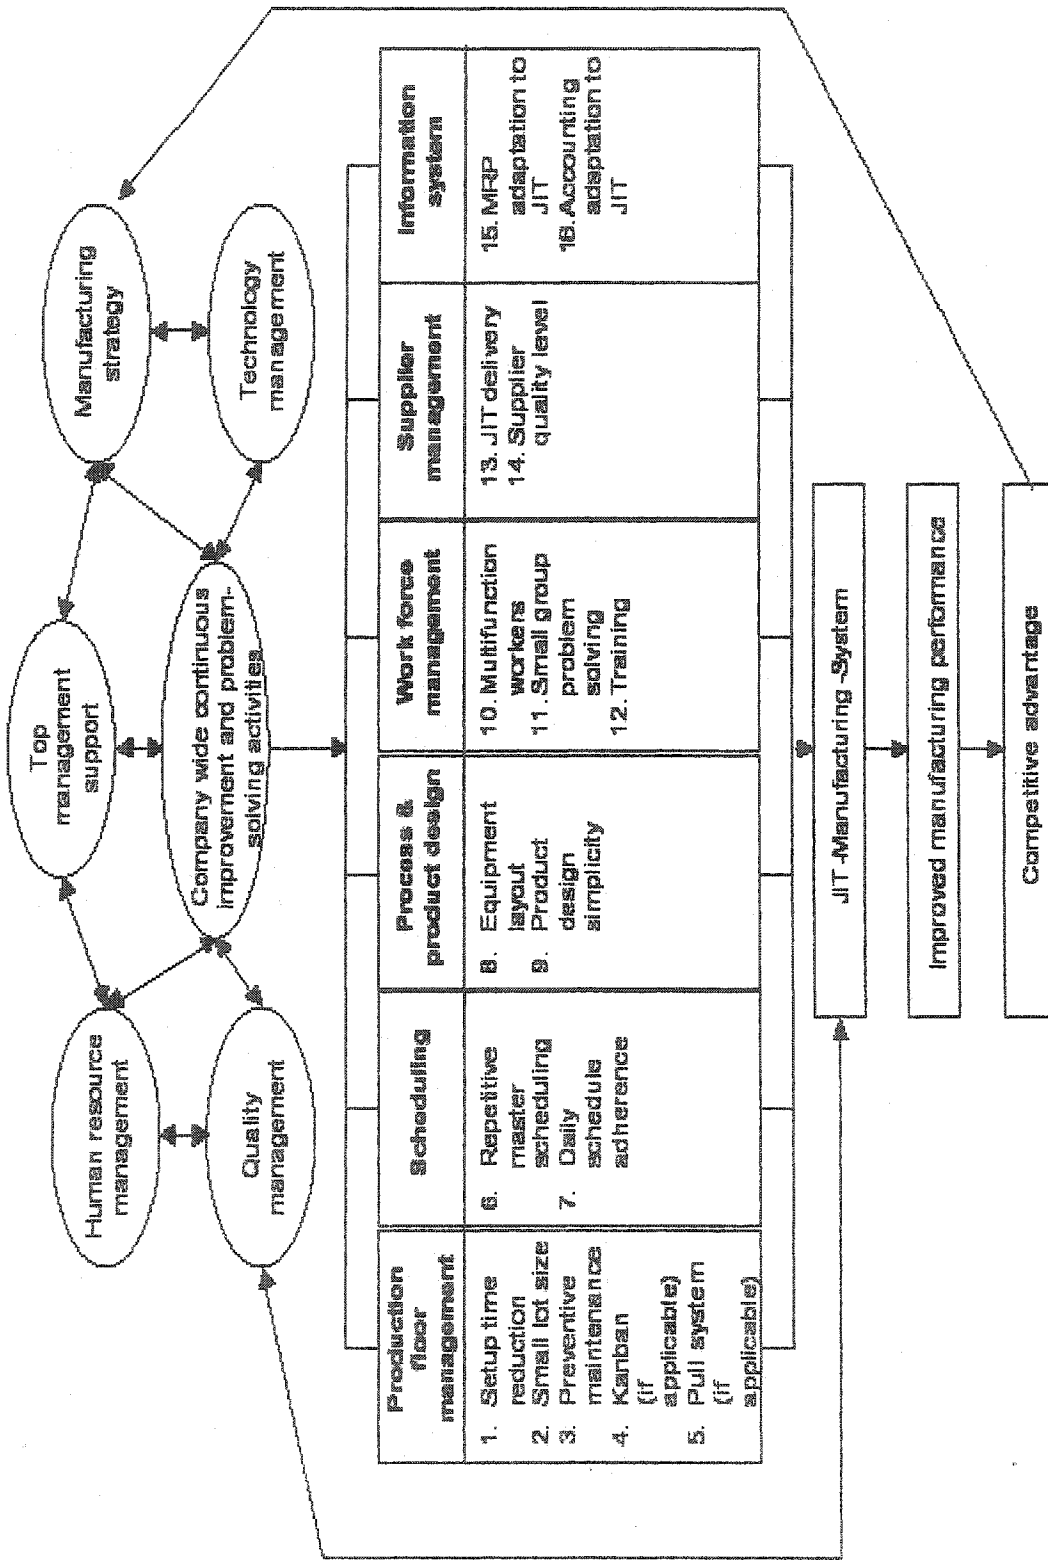 Top
management
support
Human resource
management
Manufacturing
strategy
Company wide continuous
improvement and problem-
solving activities
Quality
management
Technology
management
Production
floor
management
1. Setup time
reduction
2. Small lot size
3. Preventive
maintenance
4. Kanban
(if
applicable)
5. Pull system
(if
applicable)
Scheduling
6. Repetitive
master
scheduling
7. Daily
schedule
adherence
Process &
product design
8. Equipment
layout
9. Product
design
simplicity
Work force
management
10. Multifunction
workers
11. Small group
problem
solving
12. Training
Supplier
management
13. JIT delivery
14. Supplier
quality level
Information
system
15. MRP
adaptation to
JIT
16. Accounting
adaptation to
JIT
JIT -Manufacturing -System
Improved manufacturing performance
Competitive advantage